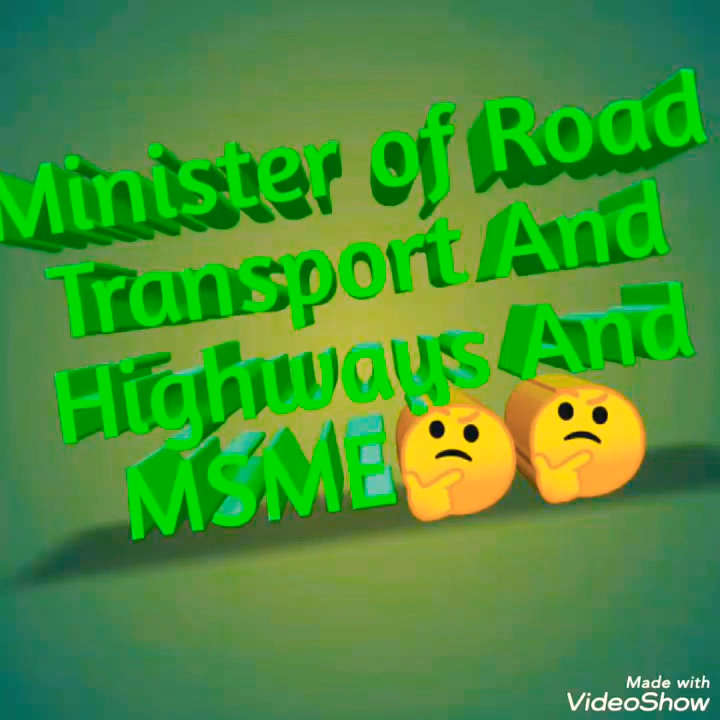 Minister of Road
Transport And
Highways And
MSME🤔🤔
Made with
VideoShow